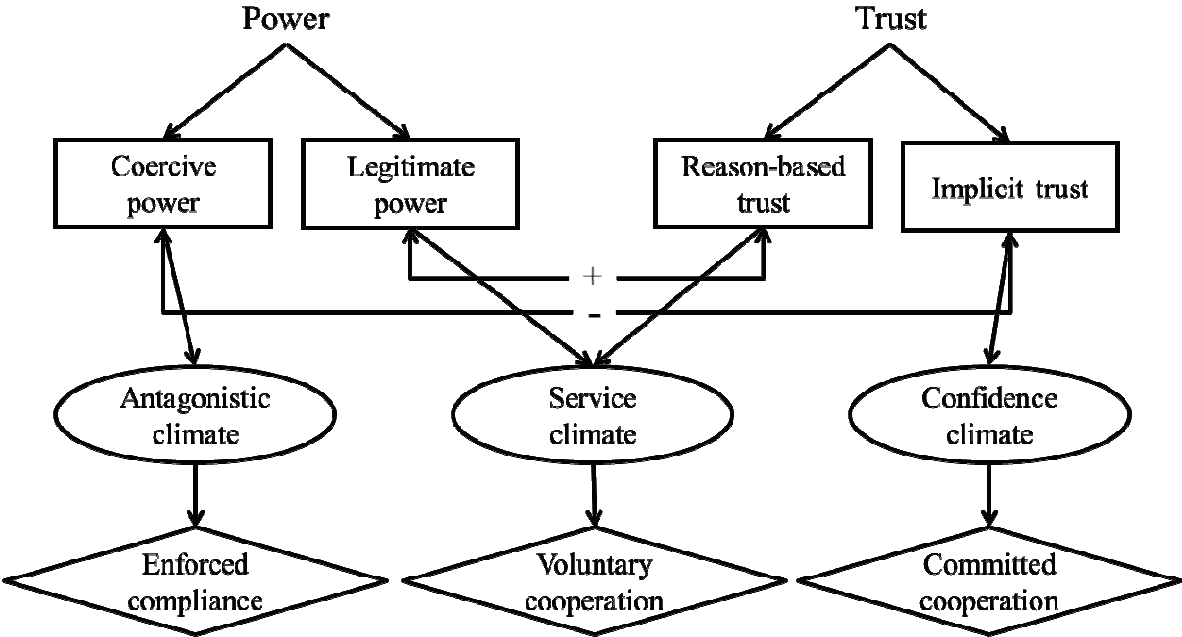 Power
Trust
Coercive
power
Legitimate
power
Reason-based
trust
Implicit trust
+
-
Antagonistic
climate
Service
climate
Confidence
climate
Enforced
compliance
Voluntary
cooperation
Committed
cooperation